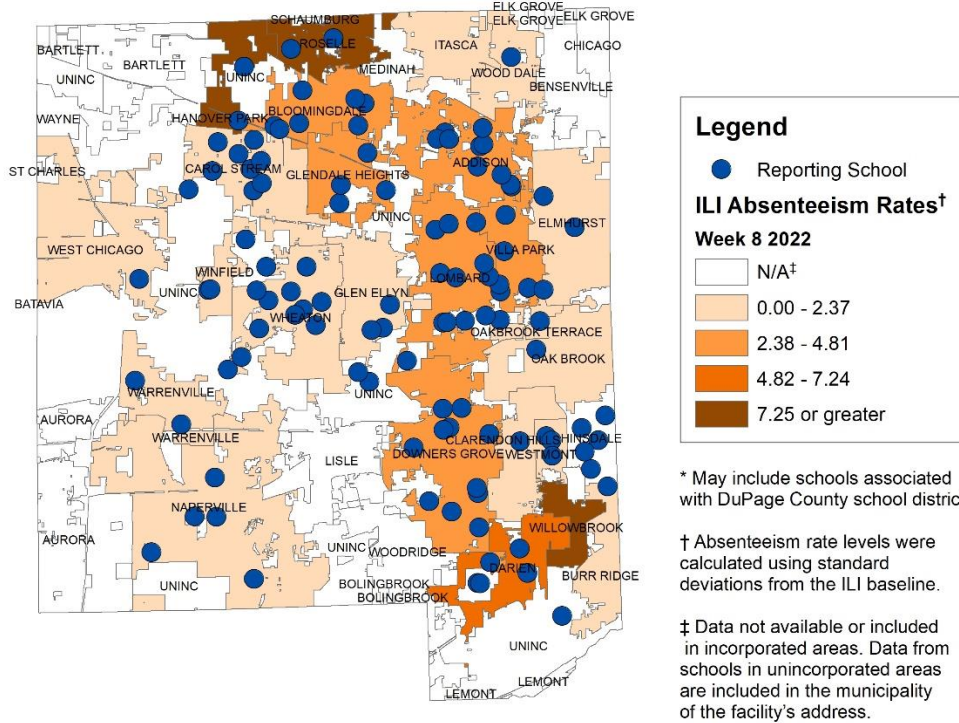 ELK GROVE
ELK GROVE
ELK GROVE
SCHAUMBURG
ROSELLE
ITASCA
CHICAGO
BARTLETT
BARTLETT
UNINC
UNINC
MEDINAH
WOOD DALE
BENSENVILLE
WAYNE
HANOVER PARK
BLOOMINGDALE
ST CHARLES
CAROL STREAM
GLENDALE HEIGHTS
ADDISON
UNINC
ELMHURST
WEST CHICAGO
VILLA PARK
WINFIELD
LOMBARD
BATAVIA
UNINC
GLEN ELLYN
WHEATON
OAKBROOK TERRACE
OAK BROOK
WARRENVILLE
UNINC
AURORA
WARRENVILLE
CLARENDON HILLS
HINSDALE
LISLE
DOWNERS GROVE
WESTMONT
NAPERVILLE
WILLOWBROOK
AURORA
UNINC
WOODRIDGE
DARIEN
UNINC
BOLINGBROOK
BOLINGBROOK
BURR RIDGE
UNINC
LEMONT
LEMONT
Legend
Reporting School
ILI Absenteeism Rates†
Week 8 2022
N/A‡
0.00 - 2.37
2.38 - 4.81
4.82 - 7.24
7.25 or greater
* May include schools associated
with DuPage County school distric
† Absenteeism rate levels were
calculated using standard
deviations from the ILI baseline.
‡ Data not available or included
in incorporated areas. Data from
schools in unincorporated areas
are included in the municipality
of the facility's address.